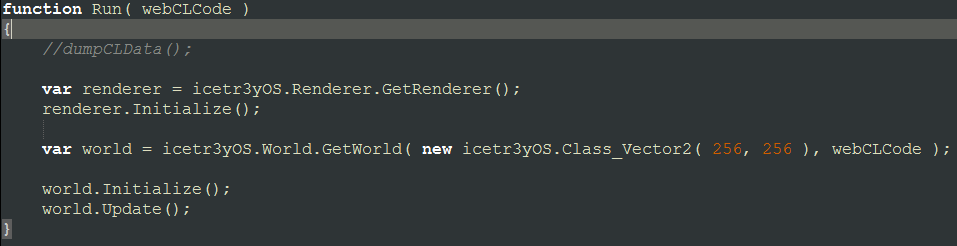 function Run( webCLCode )
{
//dumpCLData();
var renderer = icetr3yOS.Renderer.GetRenderer();
renderer.Initialize();
var world = icetr3yOS.World.GetWorld( new icetr3yOS.Class_Vector2( 256, 256 ), webCLCode );
world.Initialize();
world.Update();
}